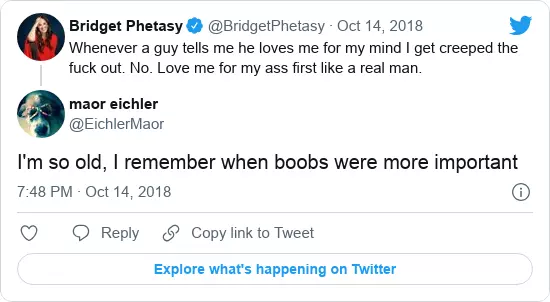 Bridget Phetasy @BridgetPhetasy · Oct 14, 2018
Whenever a guy tells me he loves me for my mind I get creeped the
fuck out. No. Love me for my ass first like a real man.
maor eichler
@EichlerMaor
I'm so old, I remember when boobs were more important
7:48 PM · Oct 14, 2018
Reply
Copy link to Tweet
Explore what's happening on Twitter